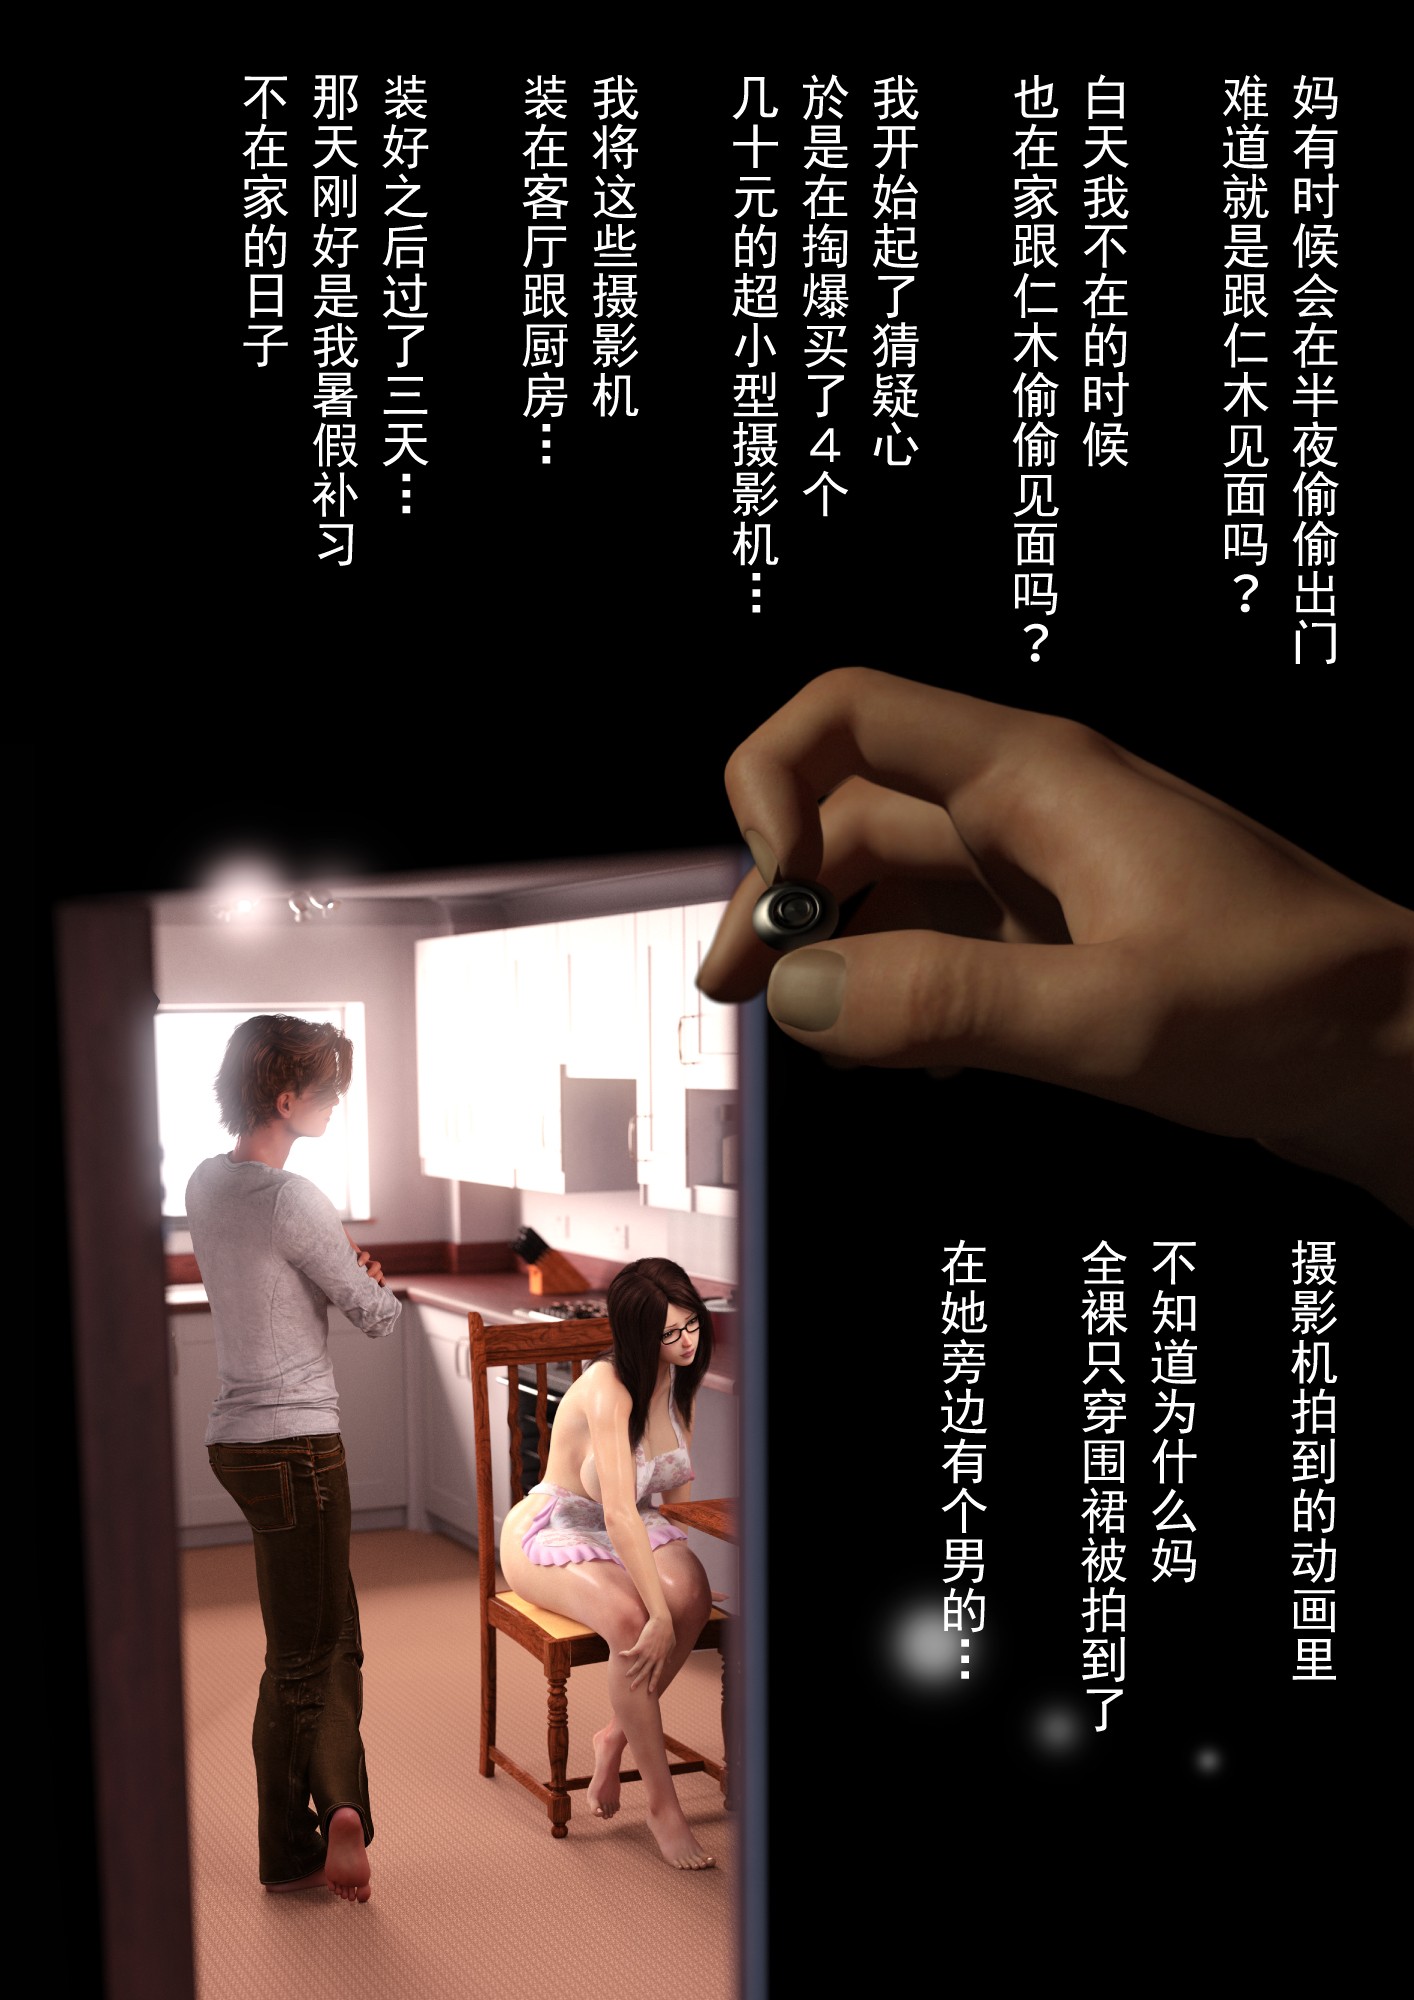 妈有时候会在半夜偷偷出门
难道就是跟仁木见面吗？
白天我不在的时候
也在家跟仁木偷偷见面吗？
我开始起了猜疑心
於是在掏爆买了４个
几十元的超小型摄影机…
我将这些摄影机
装在客厅跟厨房…
装好之后过了三天…
那天刚好是我暑假补习
不在家的日子
摄影机拍到的动画里
不知道为什么妈
全裸只穿围裙被拍到了
在她旁边有个男的…